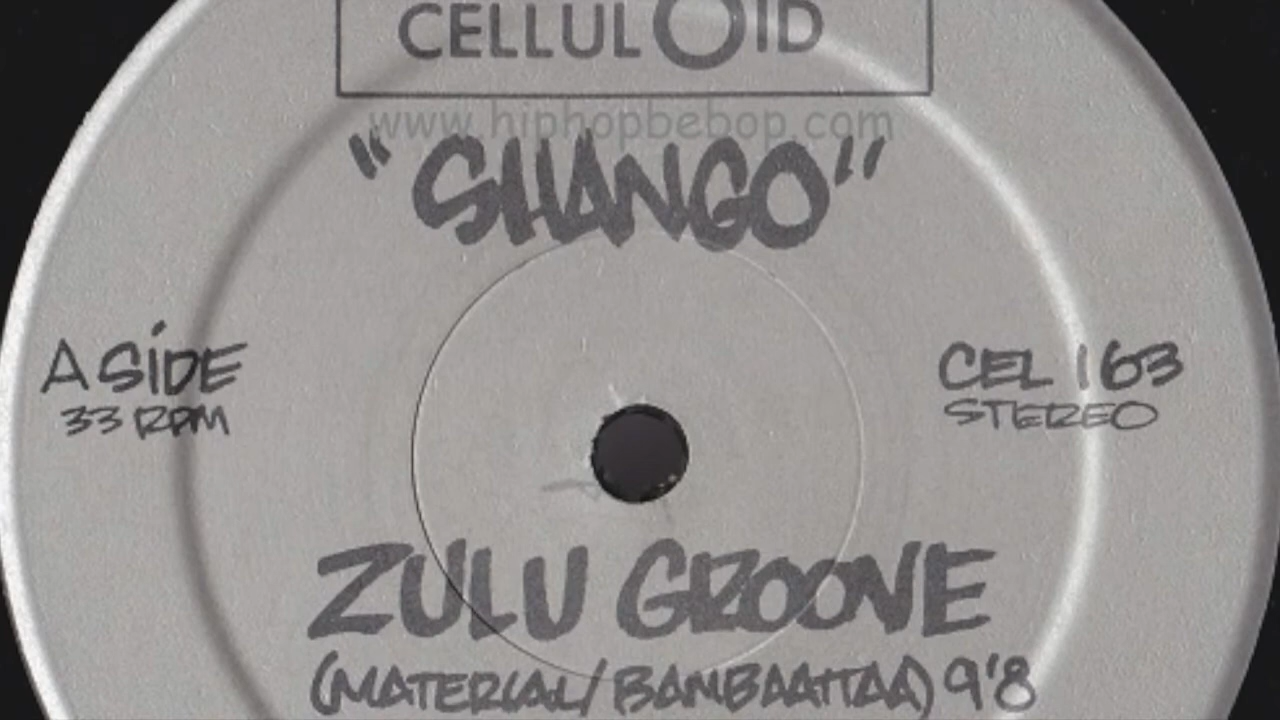 CELLULOID
www.hiphopbebop.com
"SHANGO"
A SIDE
33 RPM
CEL 163
STEREO
ZULU GROOVE
(MATERIAL/BAMBAATAA) 9'8